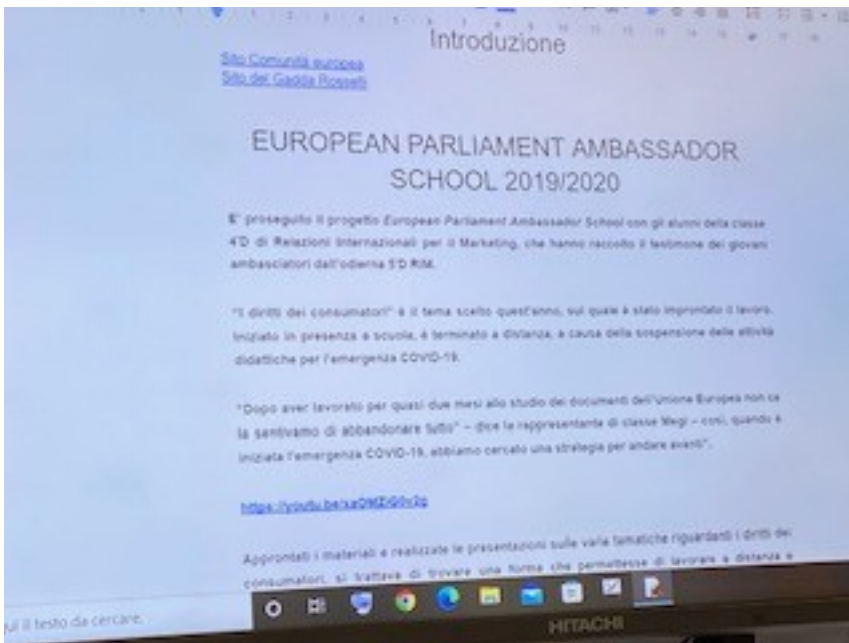 Introduzione
Sito Comunità europea
Sito del Gadda Rosselli
EUROPEAN PARLIAMENT AMBASSADOR
SCHOOL 2019/2020
E' proseguito il progetto European Parliament Ambassador School con gli alunni della classe
4'D di Relazioni Internazionali per il Marketing, che hanno raccolto il testimone dei giovani
ambasciatori dall'odierna 5'D RIM.
"I diritti dei consumatori" è il tema scelto quest'anno, sul quale è stato improntato il lavoro.
Iniziato in presenza a scuola, è terminato a distanza, a causa della sospensione delle attività
didattiche per l'emergenza COVID-19.
"Dopo aver lavorato per quasi due mesi allo studio dei documenti dell'Unione Europea non ce
la sentivamo di abbandonare tutto" – dice la rappresentante di classe Megi – così, quando è
iniziata l'emergenza COVID-19, abbiamo cercato una strategia per andare avanti".
Approntati i materiali e realizzate le presentazioni sulle varie tematiche riguardanti i diritti dei
consumatori, si trattava di trovare una forma che permettesse di lavorare a distanza e
qui il testo da cercare.
HITACHI